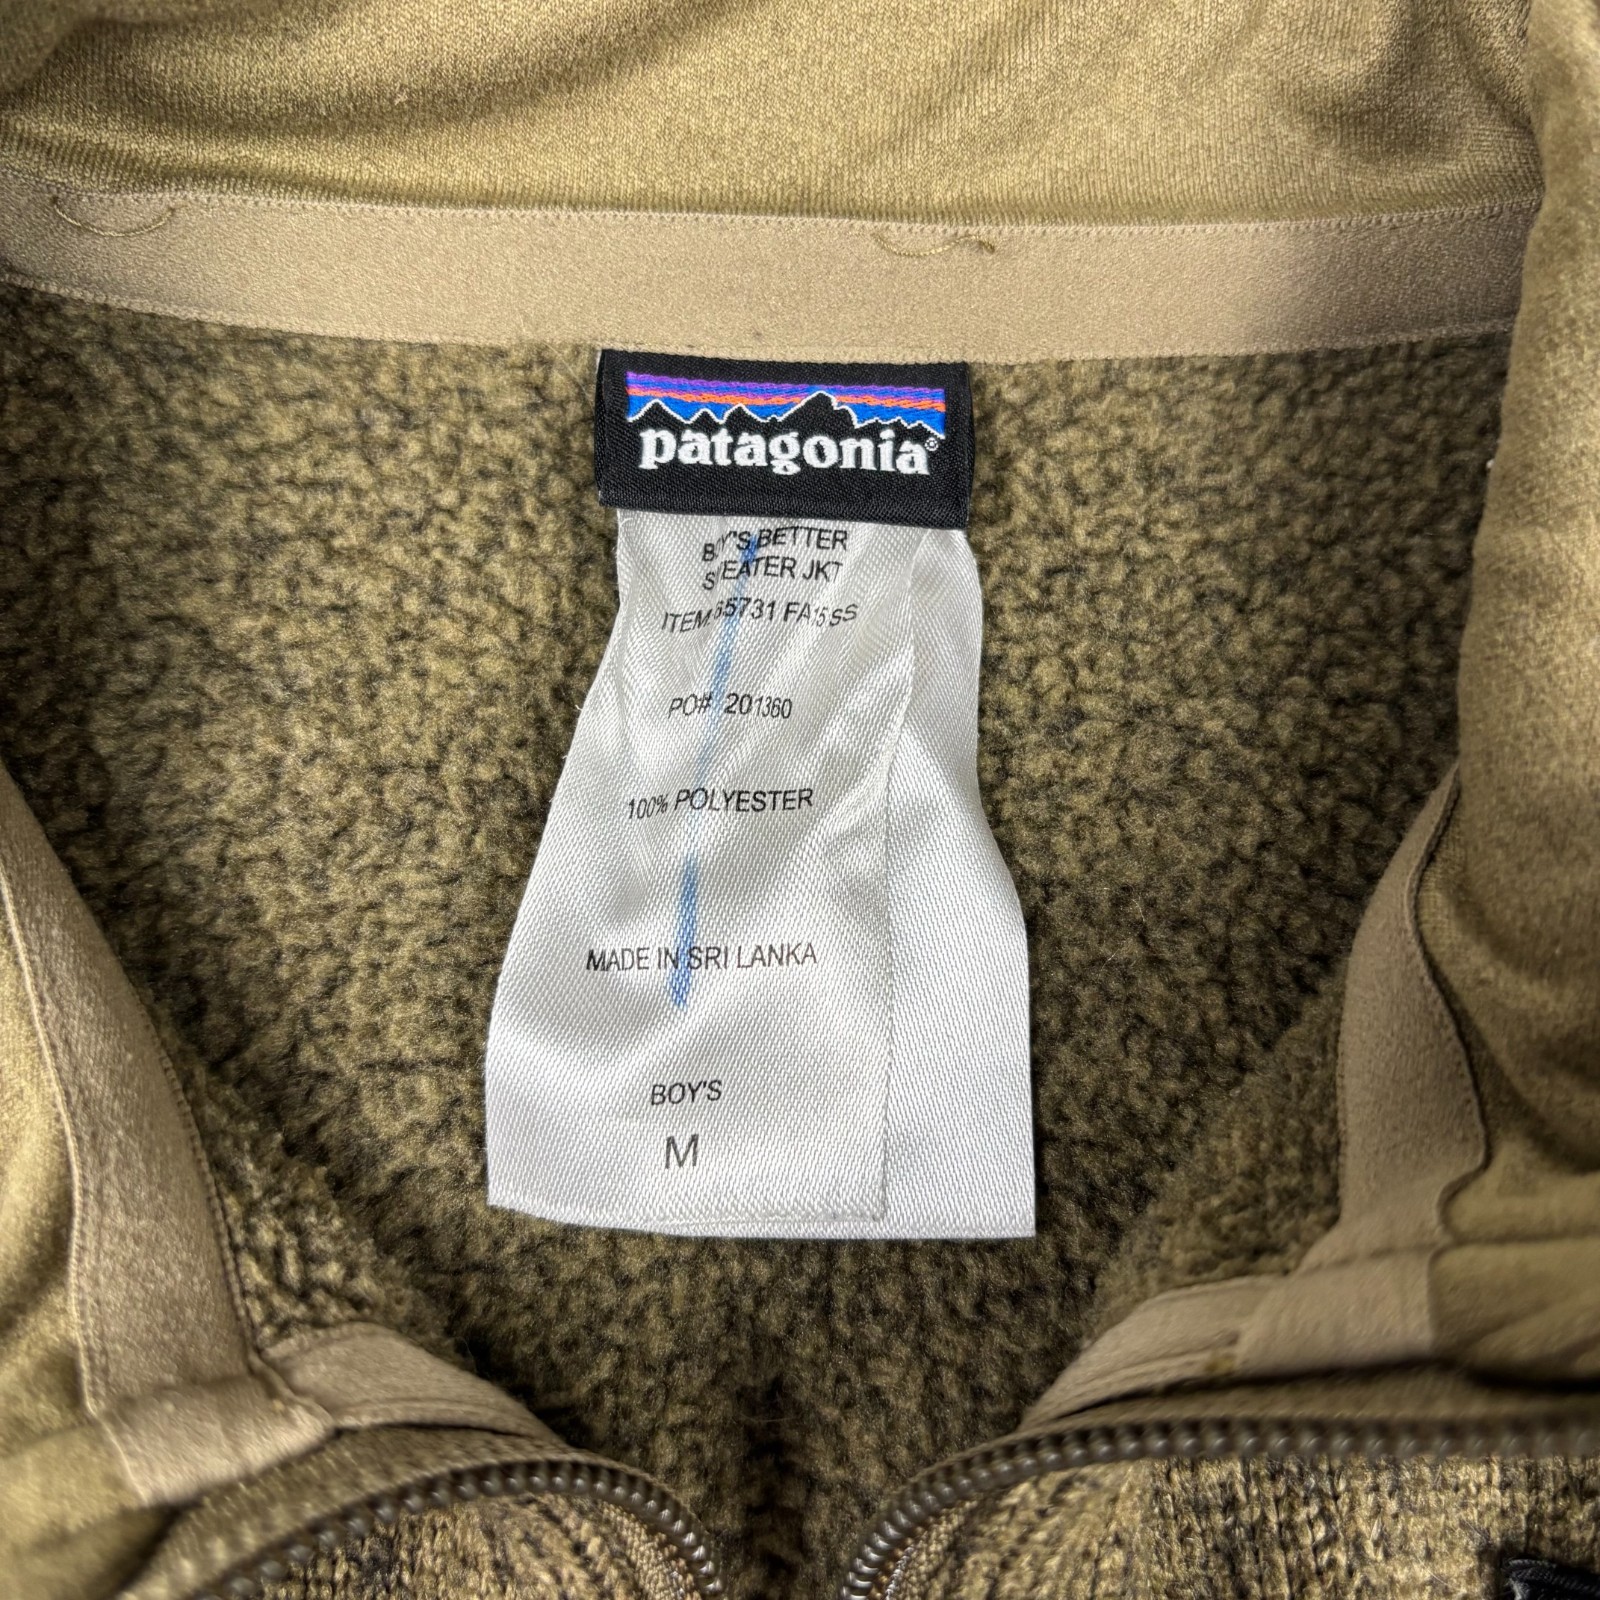 patagonia®
BOY'S BETTER
SWEATER JKT
ITEM 65731 FA15 SS
PO# 201360
100% POLYESTER
MADE IN SRI LANKA
BOY'S
M